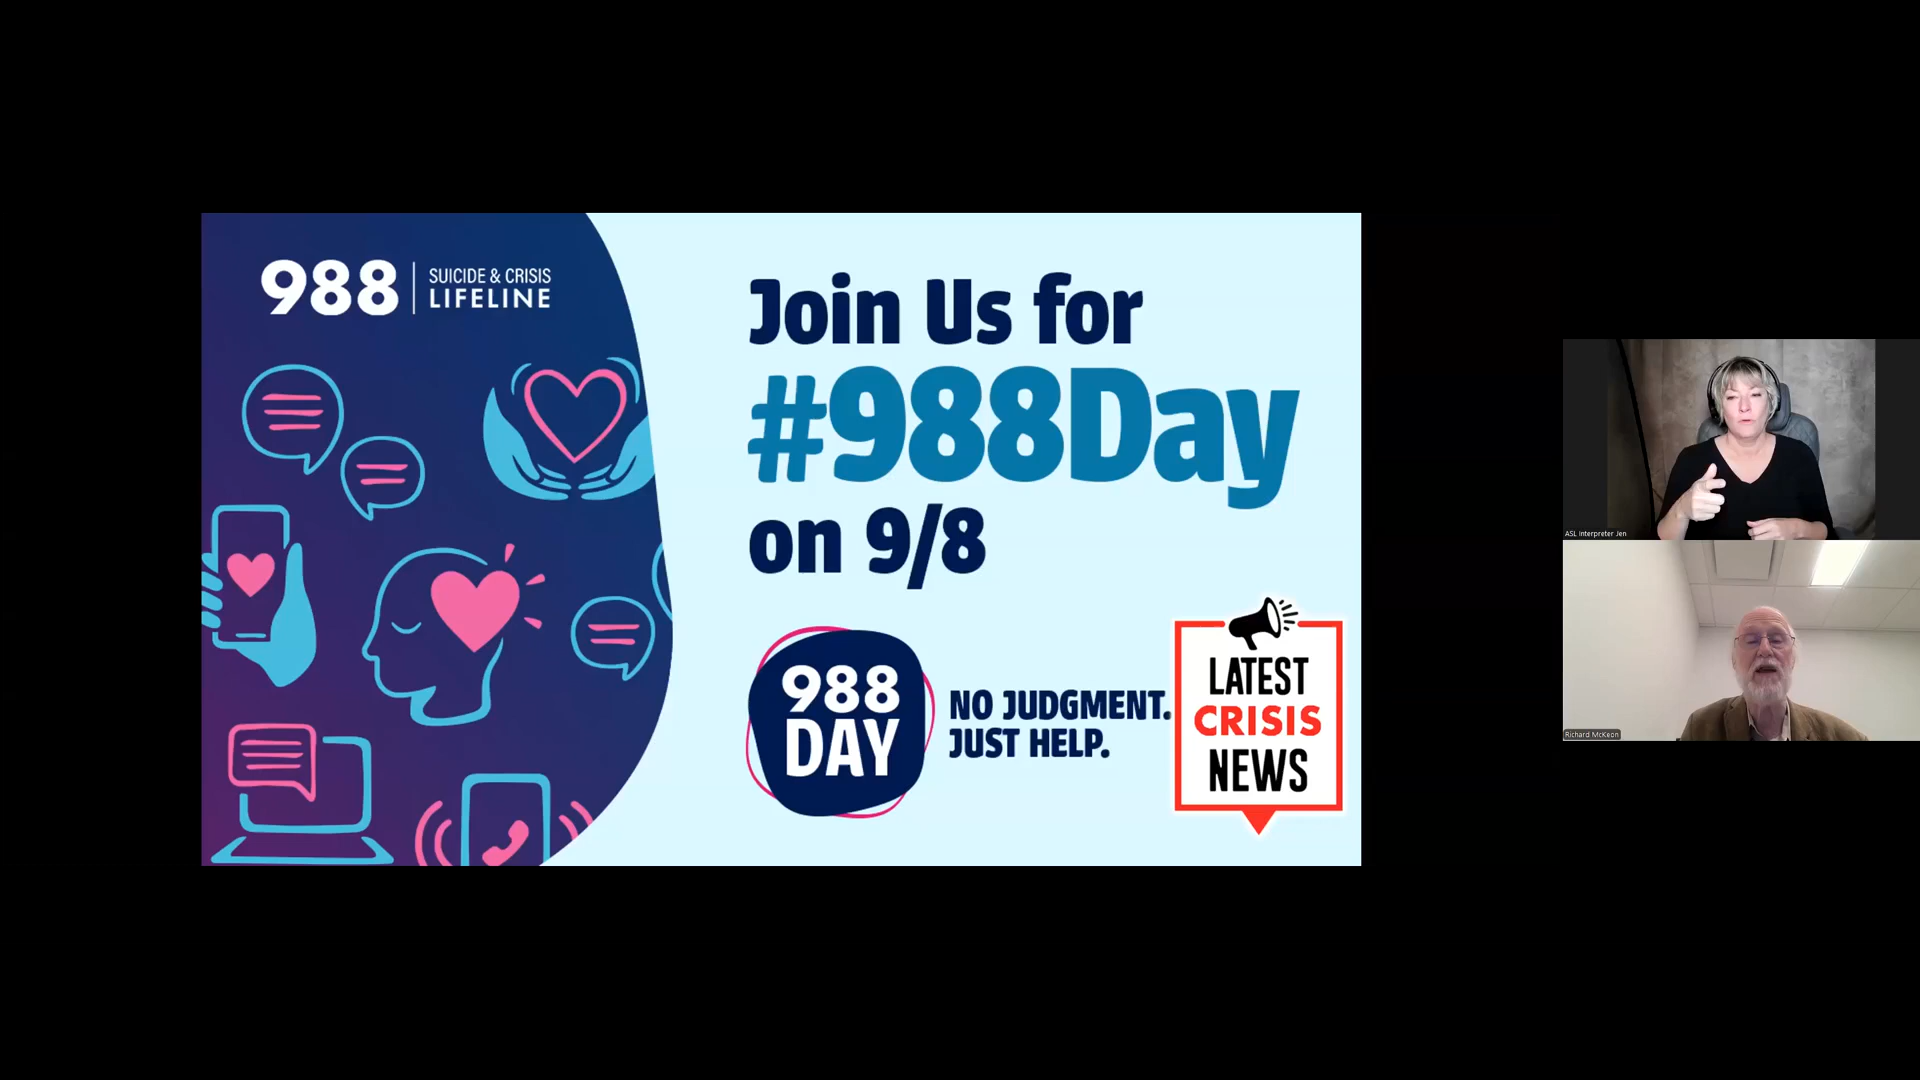 988
SUICIDE & CRISIS
LIFELINE
Join Us for
#988Day
on 9/8
988
DAY
NO JUDGMENT.
JUST HELP.
LATEST
CRISIS
NEWS
ASL Interpreter Jen
Richard McKeon